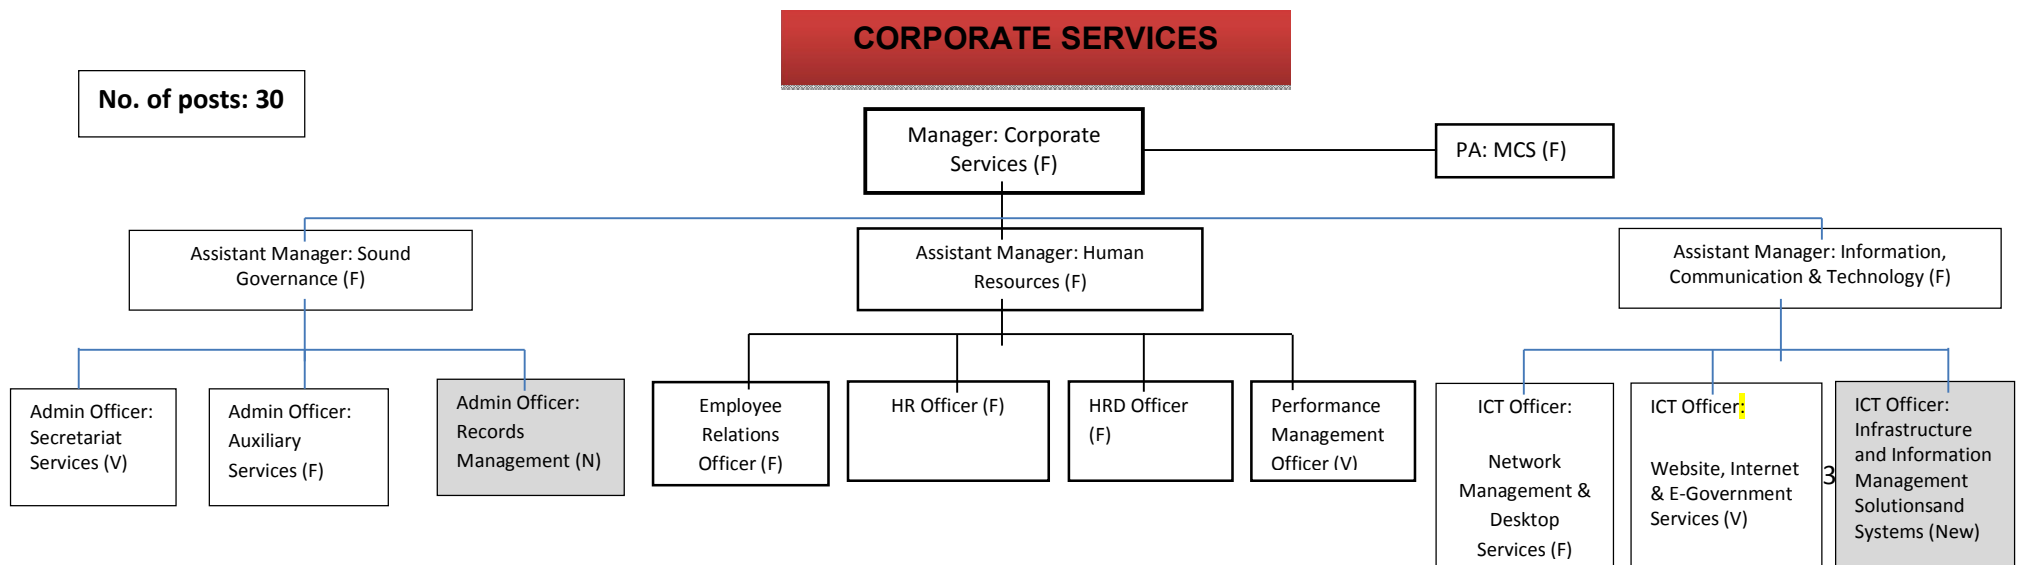 CORPORATE SERVICES
No. of posts: 30
Manager: Corporate
Services (F)
PA: MCS (F)
Assistant Manager: Sound
Governance (F)
Assistant Manager: Human
Resources (F)
Assistant Manager: Information,
Communication & Technology (F)
Admin Officer:
Secretariat
Services (V)
Admin Officer:
Auxiliary
Services (F)
Admin Officer:
Records
Management (N)
Employee
Relations
Officer (F)
HR Officer (F)
HRD Officer
(F)
Performance
Management
Officer (V)
ICT Officer:
Network
Management &
Desktop
Services (F)
ICT Officer:
Website, Internet
& E-Government
Services (V)
3
ICT Officer:
Infrastructure
and Information
Management
Solutionsand
Systems (New)